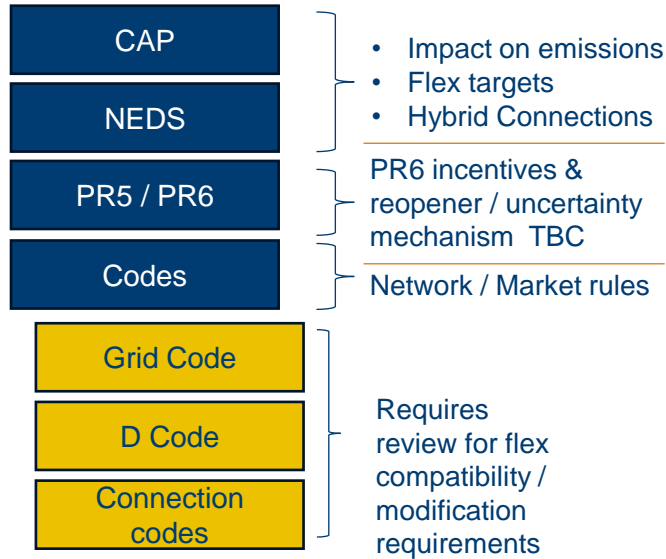 CAP
NEDS
• Impact on emissions
• Flex targets
• Hybrid Connections
PR5 / PR6
PR6 incentives &
reopener / uncertainty
mechanism TBC
Codes
Network / Market rules
Grid Code
D Code
Connection
codes
Requires
review for flex
compatibility /
modification
requirements